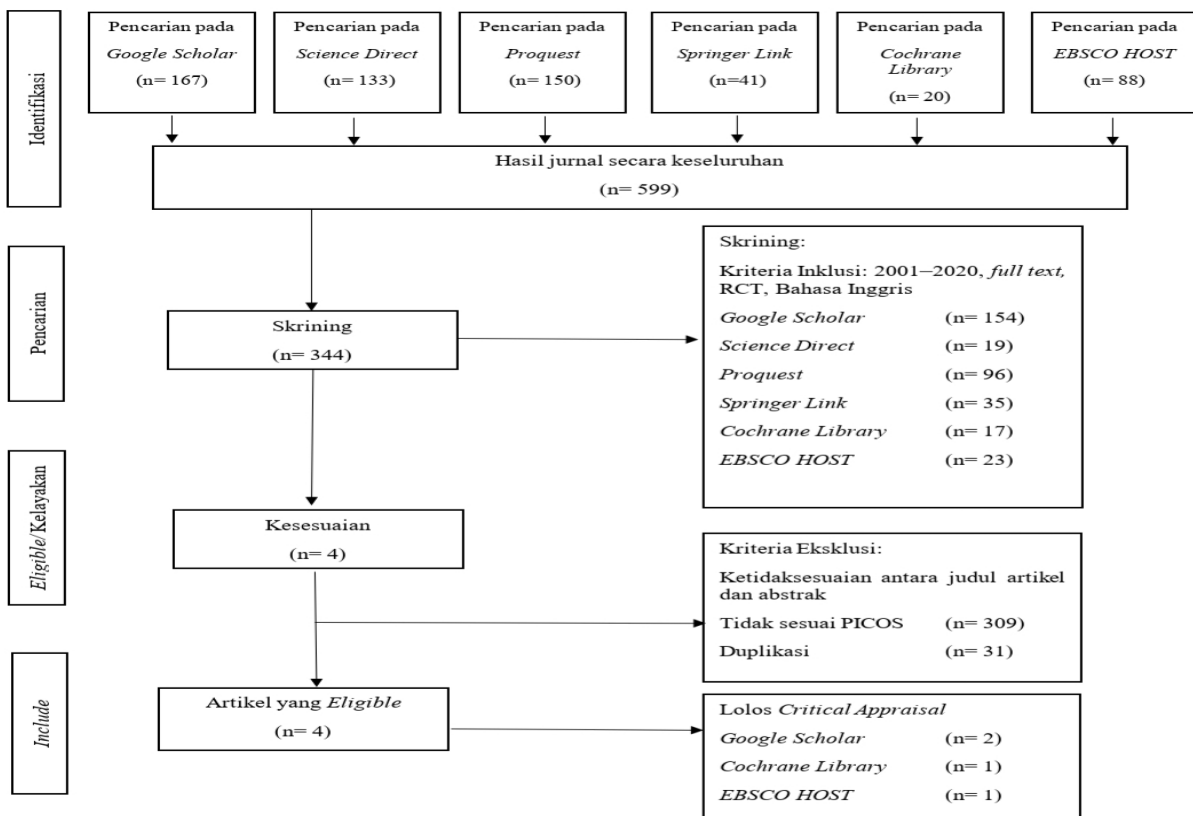 Identifikasi
Pencarian pada
Google Scholar
(n= 167)
Pencarian pada
Science Direct
(n= 133)
Pencarian pada
Proquest
(n= 150)
Pencarian pada
Springer Link
(n=41)
Pencarian pada
Cochrane
Library
(n= 20)
Pencarian pada
EBSCO HOST
(n= 88)
Hasil jurnal secara keseluruhan
(n= 599)
Pencarian
Skrining
(n= 344)
Skrining:
Kriteria Inklusi: 2001–2020, full text,
RCT, Bahasa Inggris
Google Scholar (n= 154)
Science Direct (n= 19)
Proquest (n= 96)
Springer Link (n= 35)
Cochrane Library (n= 17)
EBSCO HOST (n= 23)
Eligible/Kelayakan
Kesesuaian
(n= 4)
Kriteria Eksklusi:
Ketidaksesuaian antara judul artikel
dan abstrak
Tidak sesuai PICOS (n= 309)
Duplikasi (n= 31)
Include
Artikel yang Eligible
(n= 4)
Lolos Critical Appraisal
Google Scholar (n= 2)
Cochrane Library (n= 1)
EBSCO HOST (n= 1)